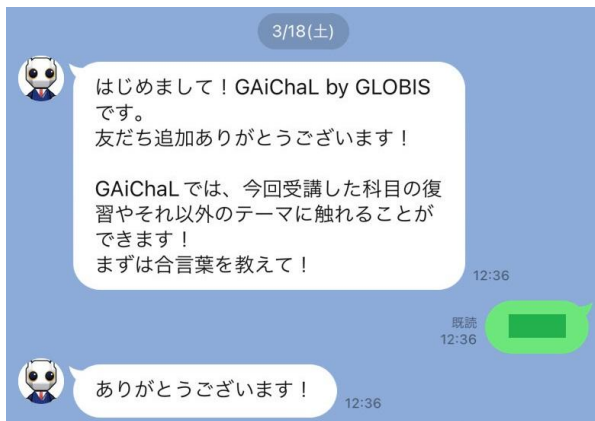 3/18(土)
はじめまして！GAiChaL by GLOBIS
です。
友だち追加ありがとうございます！
GAiChaLでは、今回受講した科目の復
習やそれ以外のテーマに触れることが
できます！
まずは合言葉を教えて！
12:36
既読
12:36
ありがとうございます！
12:36